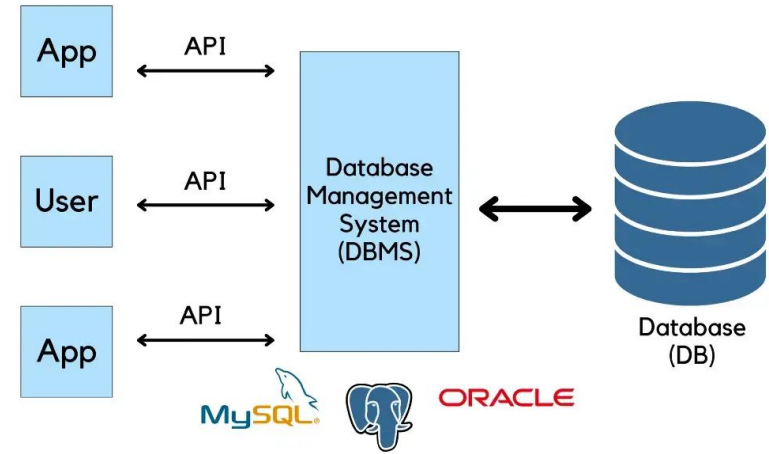 App
API
User
API
App
API
Database
Management
System
(DBMS)
Database
(DB)
MySQL®
ORACLE